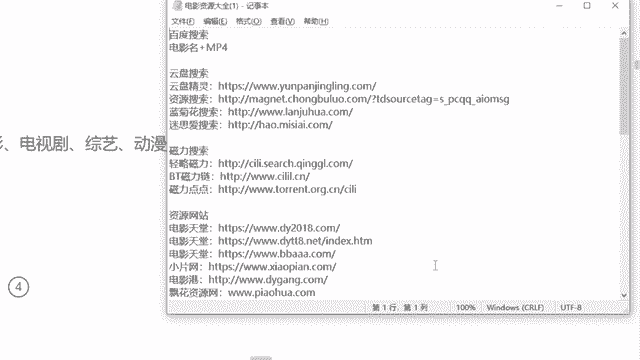 电影资源大全(1) - 记事本
文件(F) 编辑(E) 格式(O) 查看(V) 帮助(H)
百度搜索
电影名+MP4
云盘搜索
云盘精灵：https://www.yunpanjingling.com/
资源搜索：http://magnet.chongbuluo.com/?tdsourcetag=s_pcqq_aiomsg
蓝菊花搜索：http://www.lanjuhua.com/
迷思爱搜索：http://hao.misiai.com/
磁力搜索
轻略磁力：http://cili.search.qinggl.com/
BT磁力链：http://www.cilil.cn/
磁力点点：http://www.torrent.org.cn/cili
资源网站
电影天堂：https://www.dy2018.com/
电影天堂：https://www.dytt8.net/index.htm
电影天堂：https://www.bbaaa.com/
小片网：https://www.xiaopian.com/
电影港：http://www.dygang.com/
飘花资源网：www.piaohua.com
第 1 行，第 1 列 100% Windows (CRLF) UTF-8
、电视剧、综艺、动漫
4